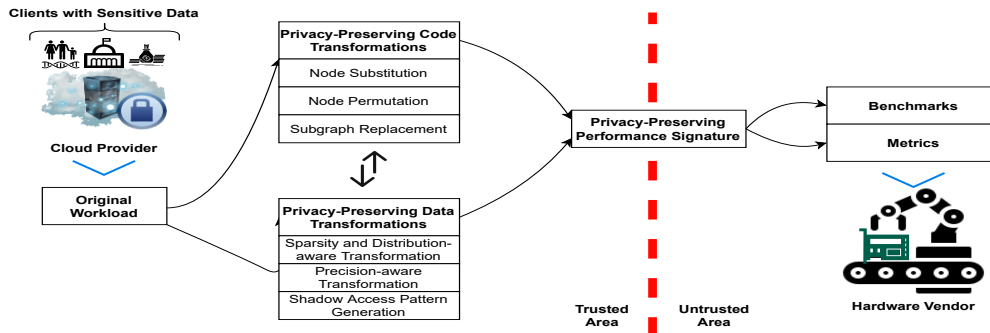 Clients with Sensitive Data
Cloud Provider
Original
Workload
Privacy-Preserving Code
Transformations
Node Substitution
Node Permutation
Subgraph Replacement
Privacy-Preserving Data
Transformations
Sparsity and Distribution-
aware Transformation
Precision-aware
Transformation
Shadow Access Pattern
Generation
Privacy-Preserving
Performance Signature
Trusted
Area
Untrusted
Area
Benchmarks
Metrics
Hardware Vendor